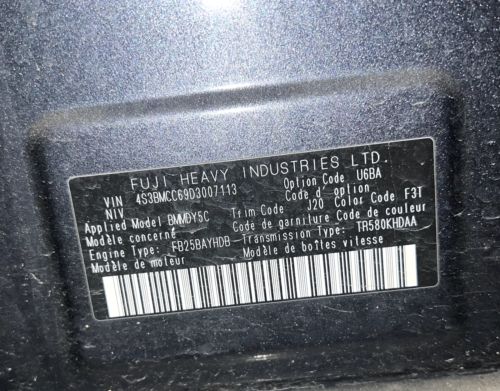 FUJI HEAVY INDUSTRIES LTD.
VIN 4S3BMCC69D3007113 Option Code U6BA
NIV Code d' option
Applied Model BMMDY5C Trim Code J20 Color Code F3T
Modèle concerné Code de garniture Code de couleur
Engine Type: FB25BAYHDB Transmission Type: TR580KHDAA
Modèle de moteur Modèle de boîtes vitesse